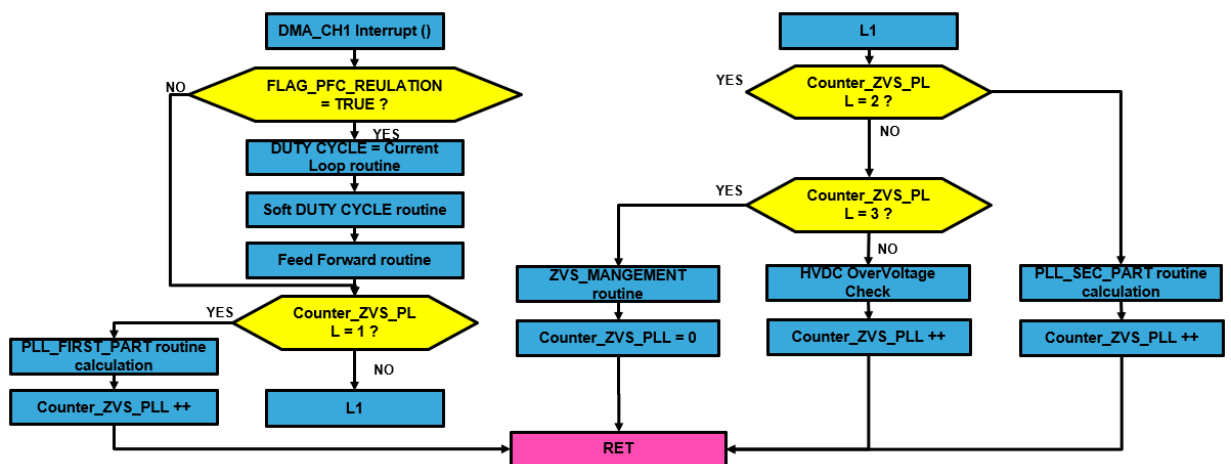 DMA_CH1 Interrupt ()
NO
FLAG_PFC_REULATION
= TRUE ?
YES
DUTY CYCLE = Current
Loop routine
Soft DUTY CYCLE routine
Feed Forward routine
YES
Counter_ZVS_PL
L = 1 ?
PLL_FIRST_PART routine
calculation
NO
Counter_ZVS_PLL ++
L1
L1
YES
Counter_ZVS_PL
L = 2 ?
NO
YES
Counter_ZVS_PL
L = 3 ?
NO
ZVS_MANGEMENT
routine
HVDC OverVoltage
Check
PLL_SEC_PART routine
calculation
Counter_ZVS_PLL = 0
Counter_ZVS_PLL ++
Counter_ZVS_PLL ++
RET